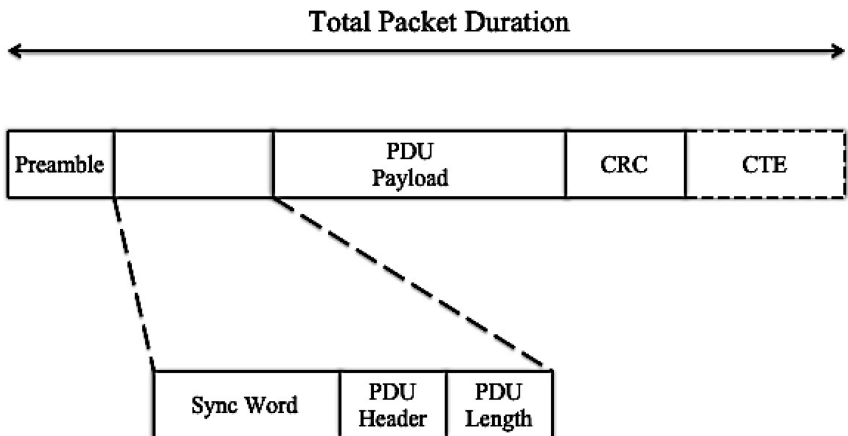 Total Packet Duration
Preamble
PDU
Payload
CRC
CTE
Sync Word
PDU
Header
PDU
Length